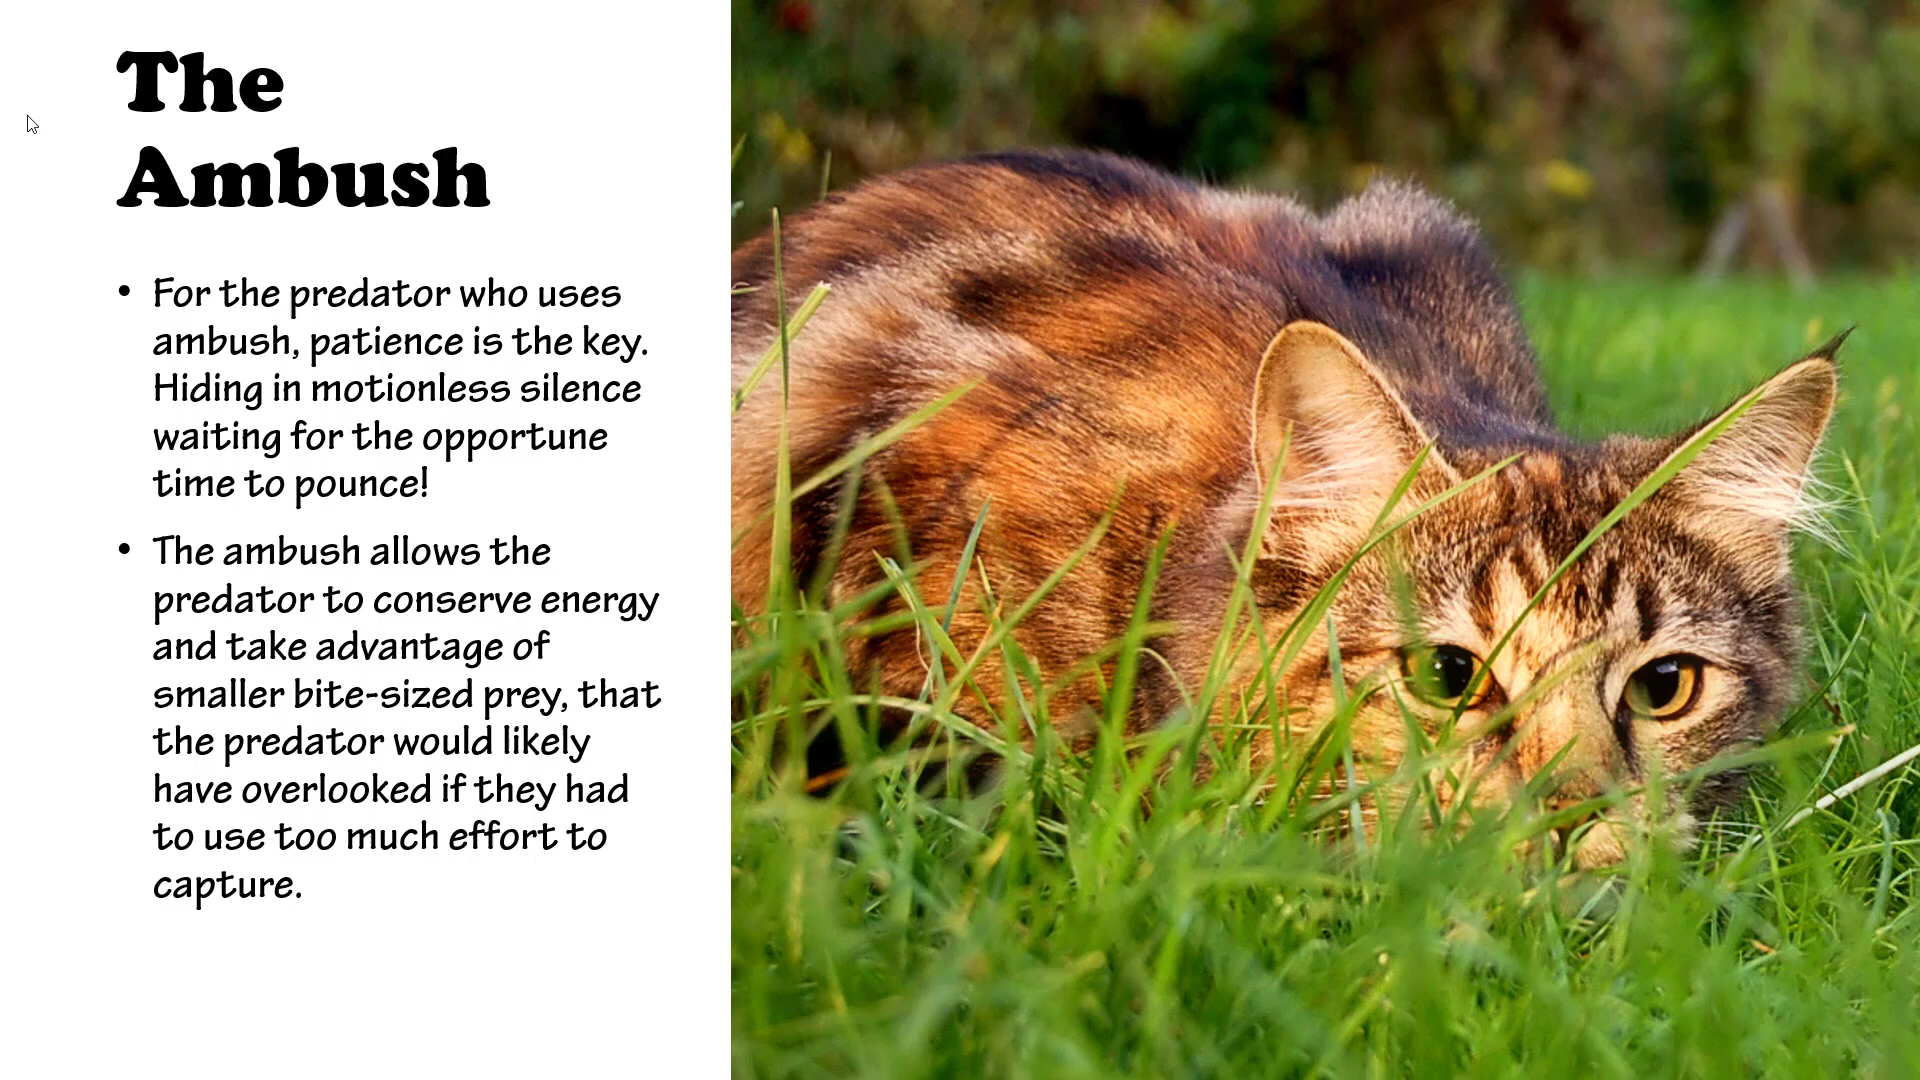 The
Ambush
• For the predator who uses
ambush, patience is the key.
Hiding in motionless silence
waiting for the opportune
time to pounce!
• The ambush allows the
predator to conserve energy
and take advantage of
smaller bite-sized prey, that
the predator would likely
have overlooked if they had
to use too much effort to
capture.